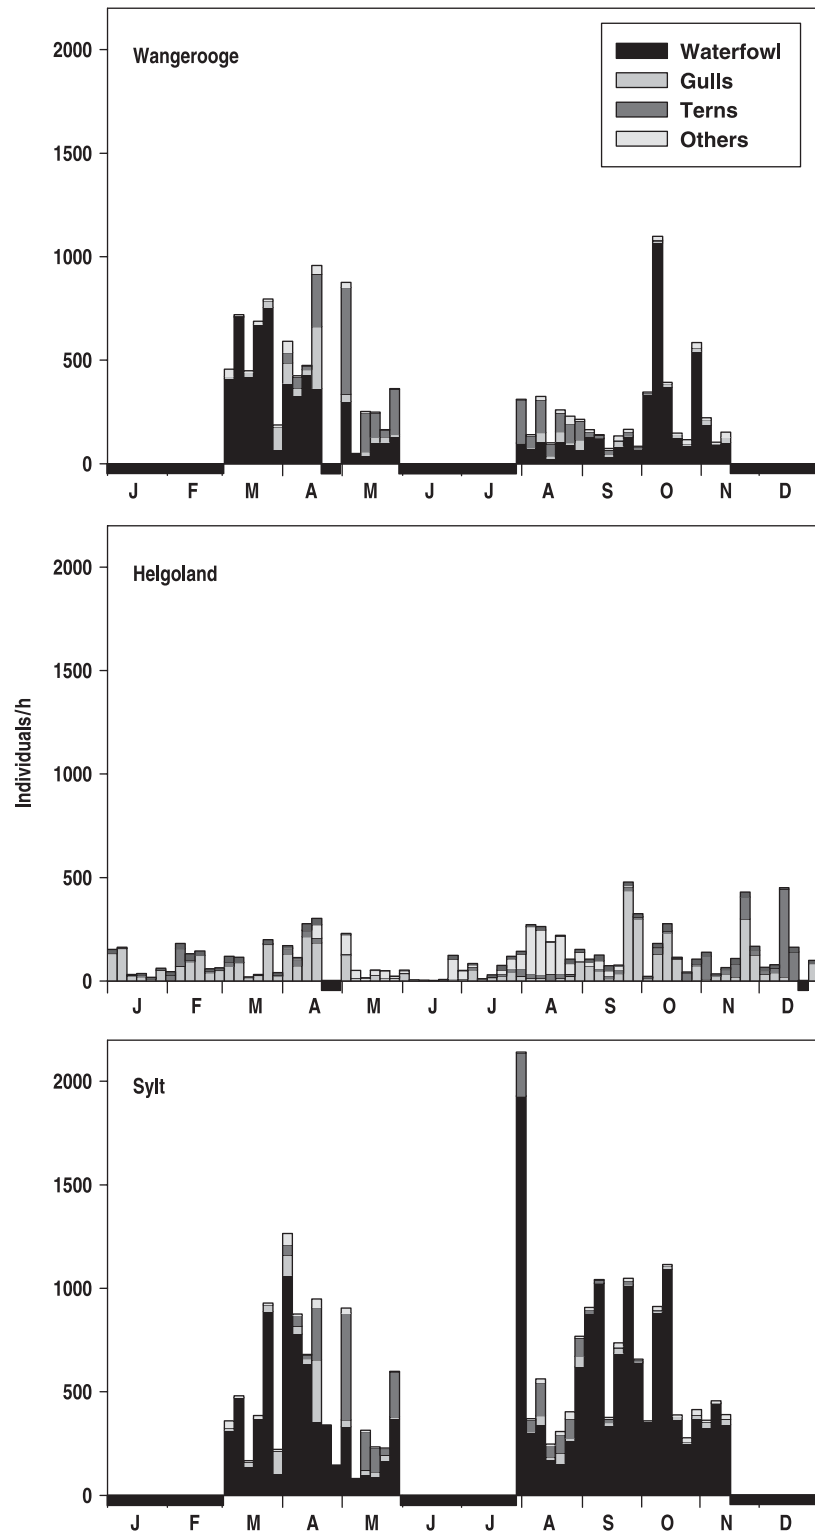 2000
Wangerooge
Waterfowl
Gulls
Terns
Others
1500
1000
500
0
J F M A M J J A S O N D
2000
Helgoland
1500
1000
Individuals/h
500
0
J F M A M J J A S O N D
2000
Sylt
1500
1000
500
0
J F M A M J J A S O N D